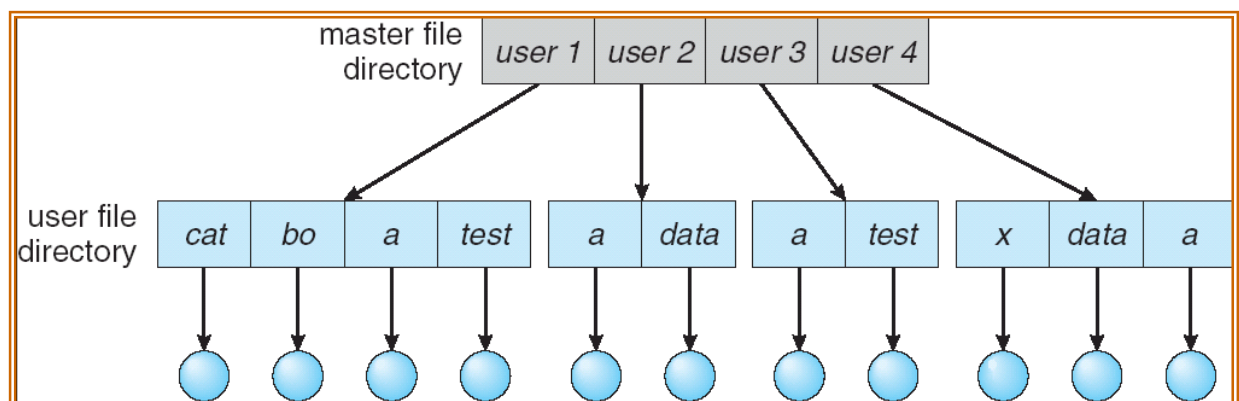 master file
directory
user 1 user 2 user 3 user 4
user file
directory
cat bo a test a data a test x data a